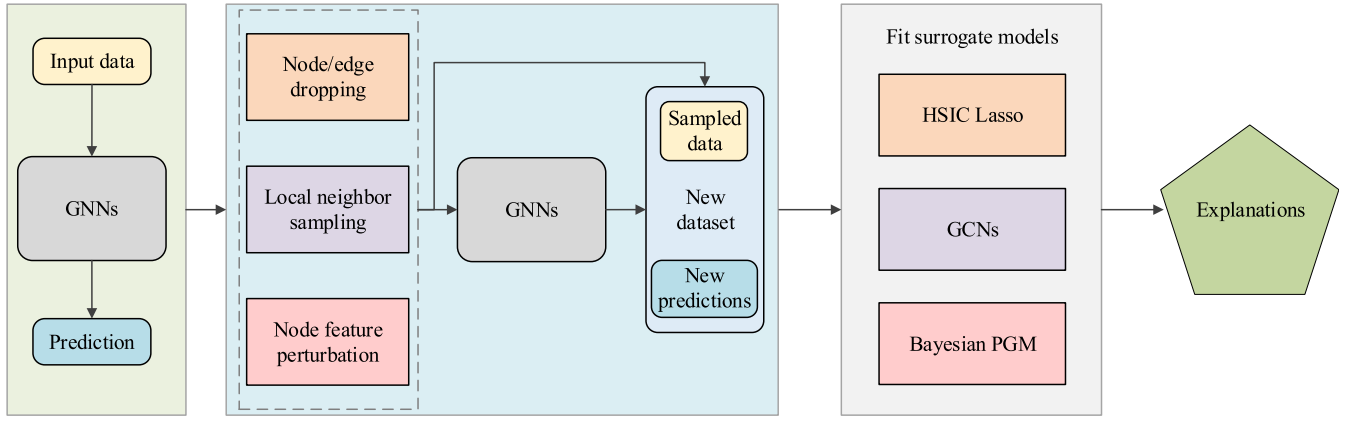 Input data
GNNs
Prediction
Node/edge
dropping
Local neighbor
sampling
Node feature
perturbation
GNNs
Sampled
data
New
dataset
New
predictions
Fit surrogate models
HSIC Lasso
GCNs
Bayesian PGM
Explanations